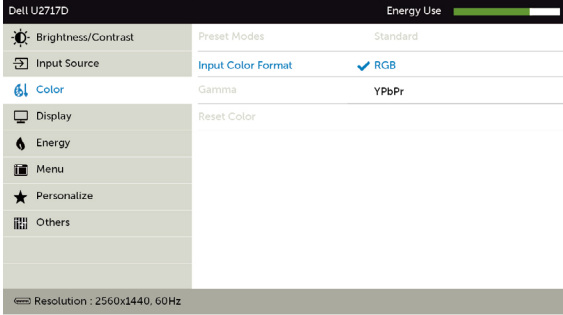 Dell U2717D Energy Use
Brightness/Contrast Preset Modes Standard
Input Source Input Color Format RGB
Color Gamma YPbPr
Display Reset Color
Energy
Menu
Personalize
Others
Resolution : 2560x1440, 60Hz